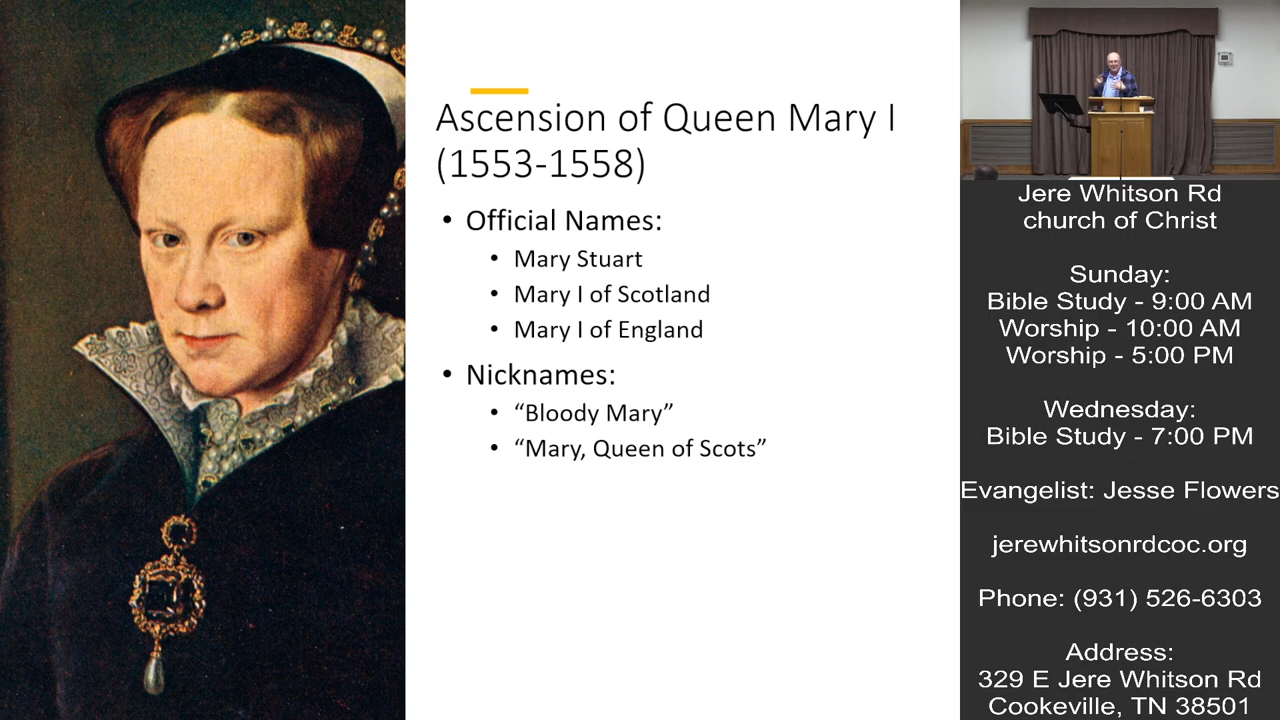 Ascension of Queen Mary I
(1553-1558)
• Official Names:
• Mary Stuart
• Mary I of Scotland
• Mary I of England
• Nicknames:
• “Bloody Mary”
• “Mary, Queen of Scots”
Jere Whitson Rd
church of Christ
Sunday:
Bible Study - 9:00 AM
Worship - 10:00 AM
Worship - 5:00 PM
Wednesday:
Bible Study - 7:00 PM
Evangelist: Jesse Flowers
jerewhitsonrdcoc.org
Phone: (931) 526-6303
Address:
329 E Jere Whitson Rd
Cookeville, TN 38501